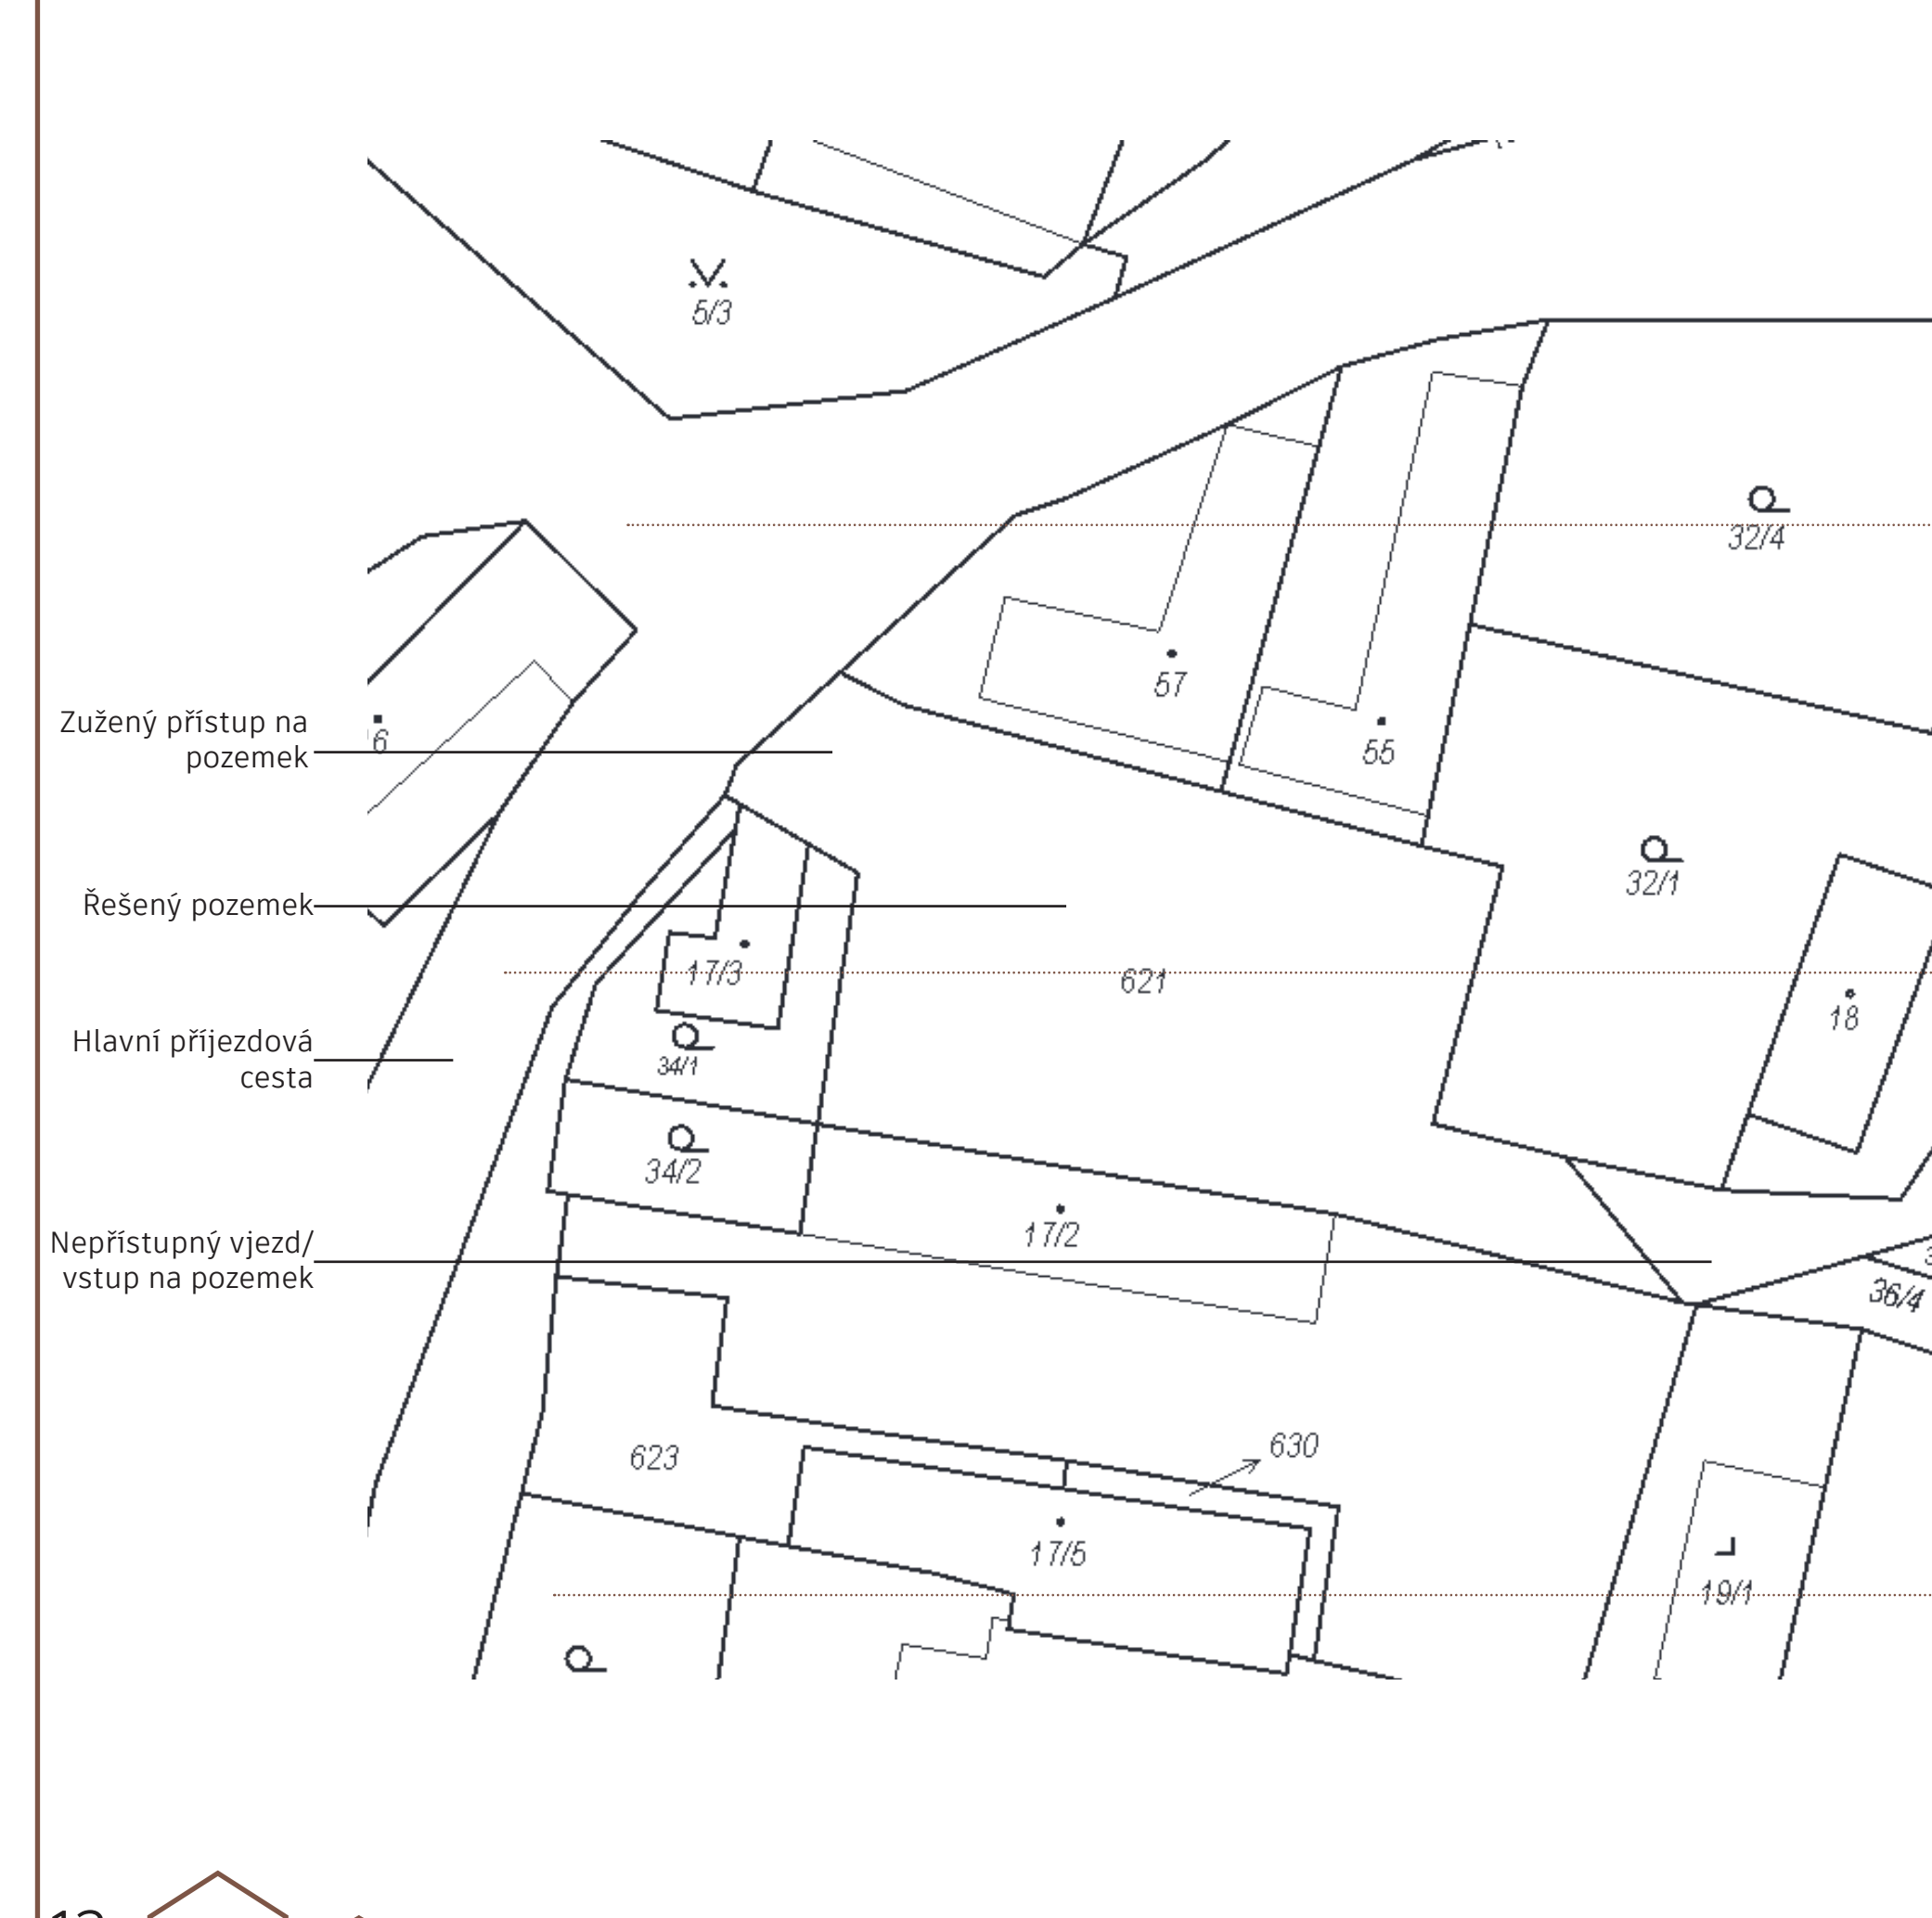 5/3
32/4
57
Zužený přístup na
pozemek
6
55
32/1
Řešený pozemek
17/3
621
18
Hlavní příjezdová
cesta
34/1
34/2
17/2
Nepřístupný vjezd/
vstup na pozemek
36/4
623
630
17/5
19/1